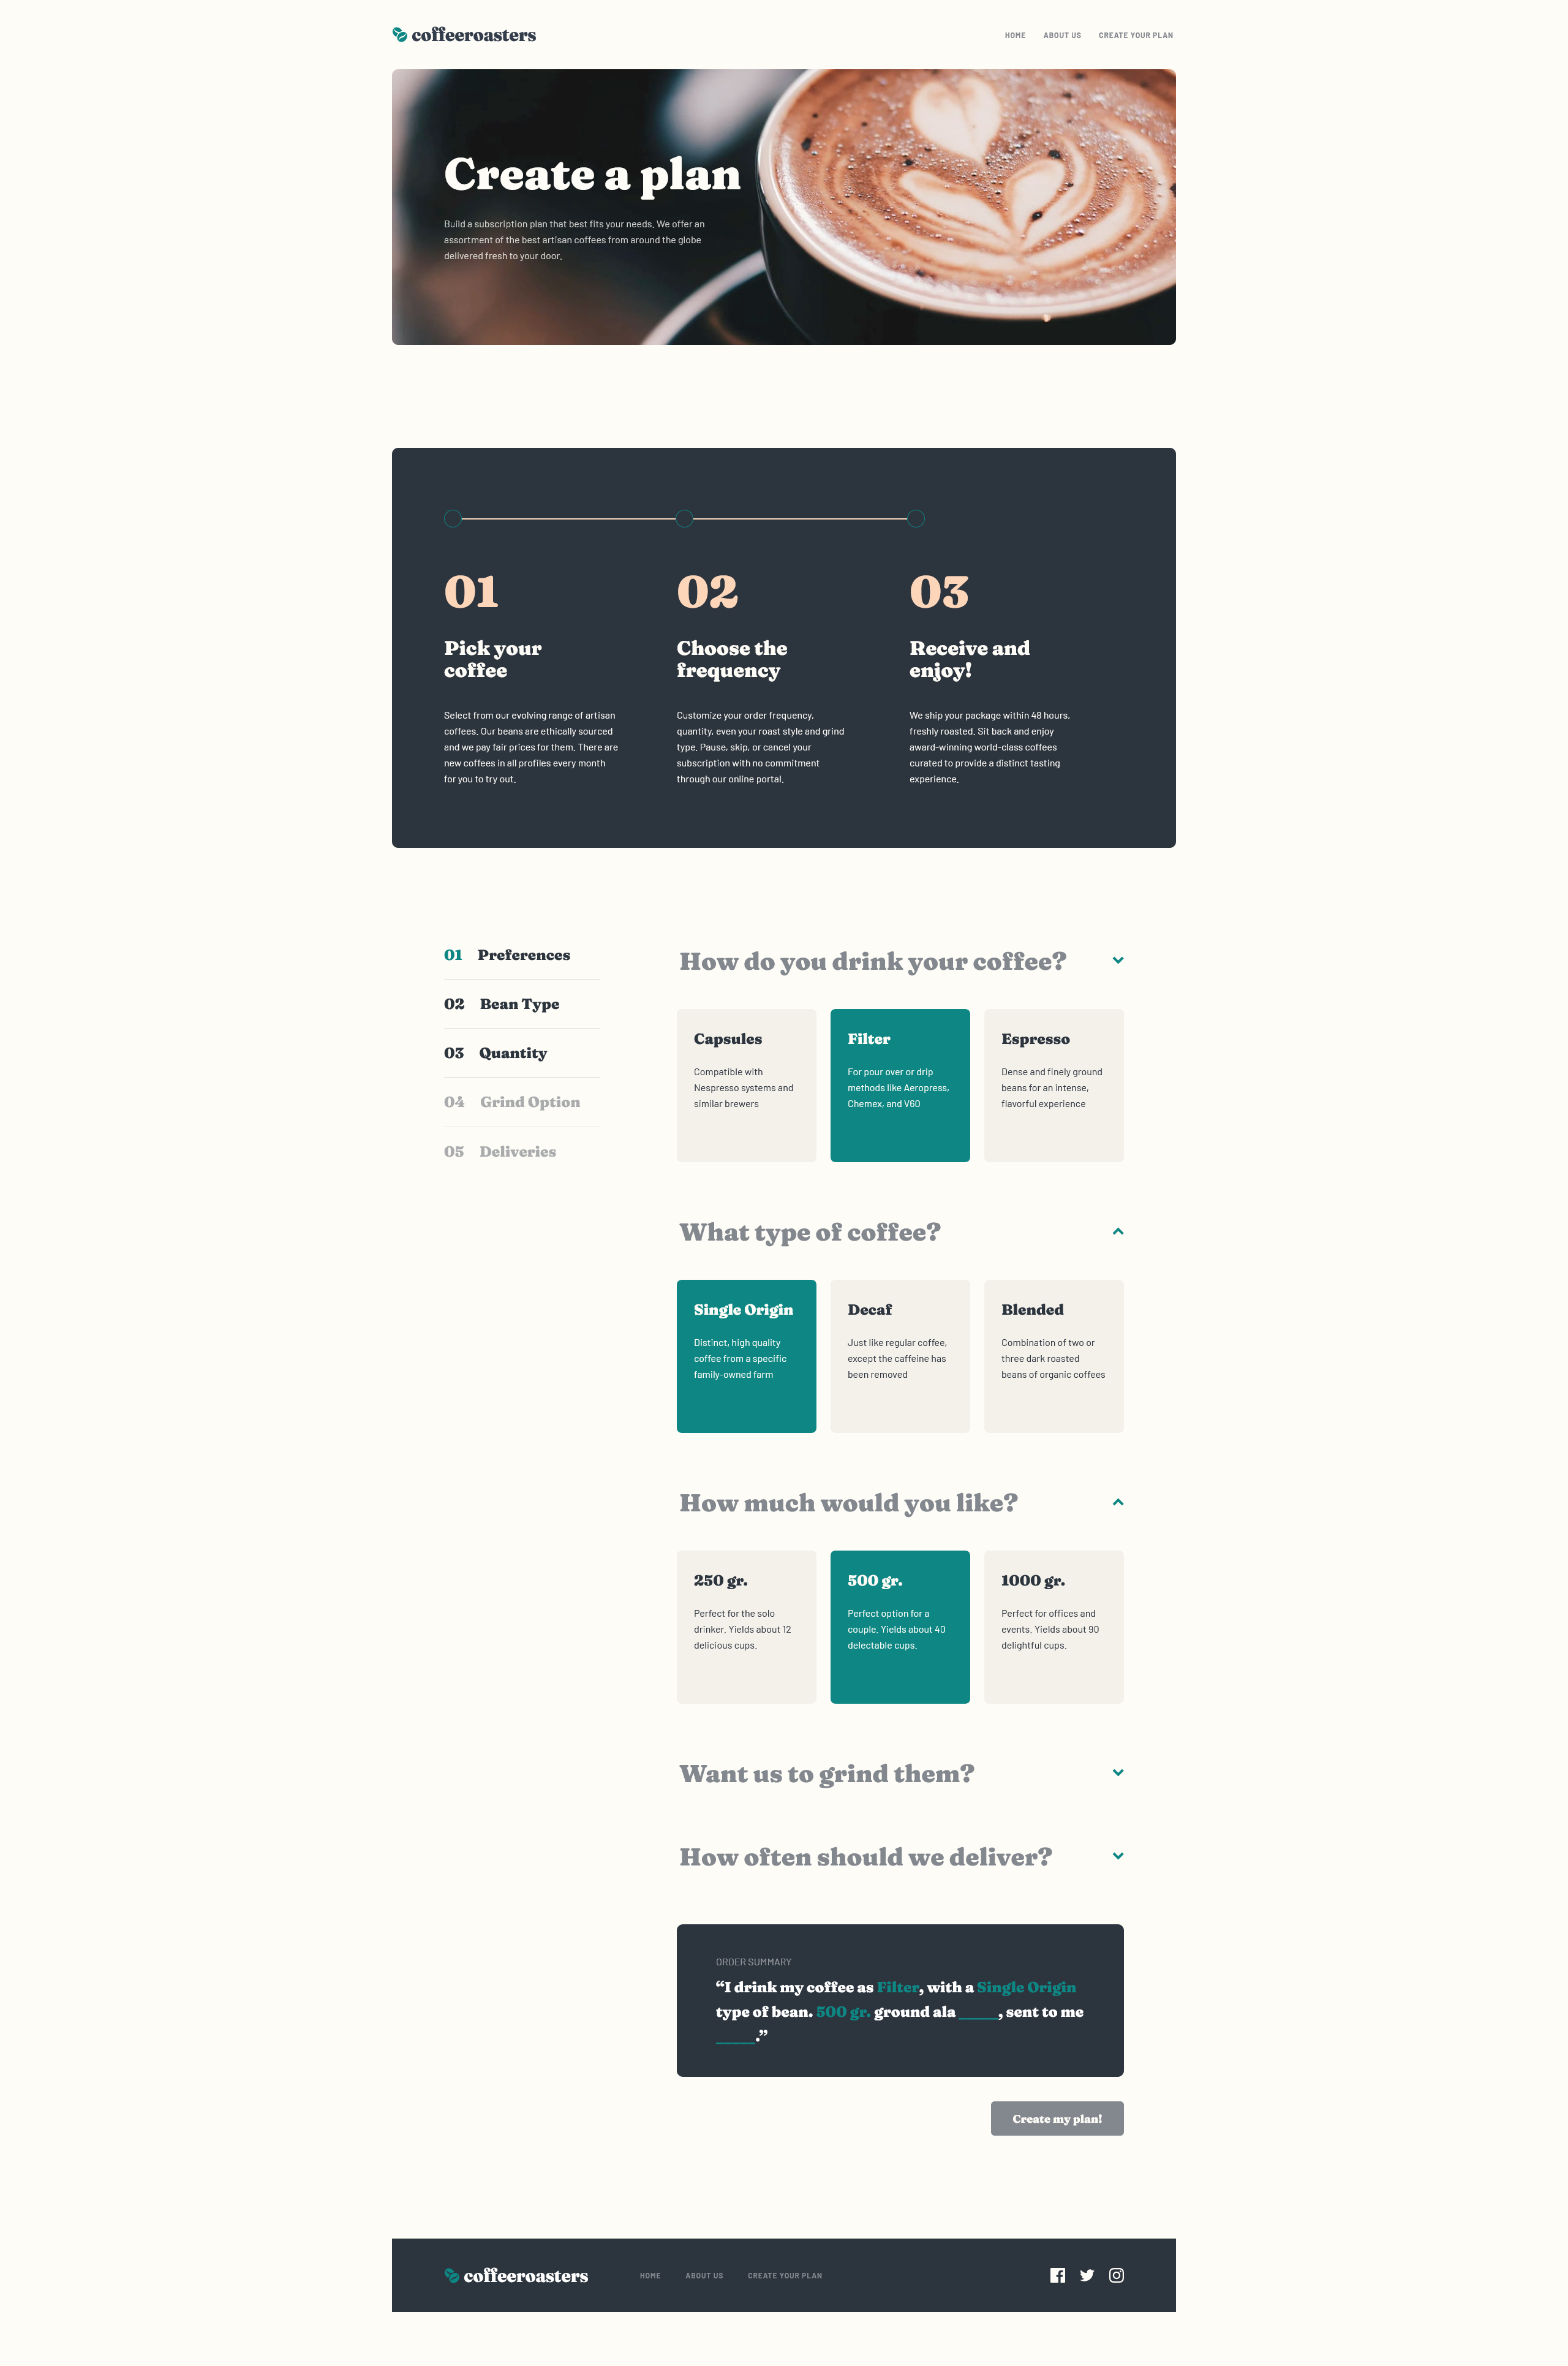 coffeeroasters
HOME ABOUT US CREATE YOUR PLAN
Create a plan
Build a subscription plan that best fits your needs. We offer an
assortment of the best artisan coffees from around the globe
delivered fresh to your door.
01
Pick your
coffee
Select from our evolving range of artisan
coffees. Our beans are ethically sourced
and we pay fair prices for them. There are
new coffees in all profiles every month
for you to try out.
02
Choose the
frequency
Customize your order frequency,
quantity, even your roast style and grind
type. Pause, skip, or cancel your
subscription with no commitment
through our online portal.
03
Receive and
enjoy!
We ship your package within 48 hours,
freshly roasted. Sit back and enjoy
award-winning world-class coffees
curated to provide a distinct tasting
experience.
01 Preferences
02 Bean Type
03 Quantity
04 Grind Option
05 Deliveries
How do you drink your coffee?
Capsules
Compatible with
Nespresso systems and
similar brewers
Filter
For pour over or drip
methods like Aeropress,
Chemex, and V60
Espresso
Dense and finely ground
beans for an intense,
flavorful experience
What type of coffee?
Single Origin
Distinct, high quality
coffee from a specific
family-owned farm
Decaf
Just like regular coffee,
except the caffeine has
been removed
Blended
Combination of two or
three dark roasted
beans of organic coffees
How much would you like?
250 gr.
Perfect for the solo
drinker. Yields about 12
delicious cups.
500 gr.
Perfect option for a
couple. Yields about 40
delectable cups.
1000 gr.
Perfect for offices and
events. Yields about 90
delightful cups.
Want us to grind them?
How often should we deliver?
ORDER SUMMARY
“I drink my coffee as Filter, with a Single Origin
type of bean. 500 gr. ground ala _____, sent to me
_____.”
Create my plan!
coffeeroasters
HOME ABOUT US CREATE YOUR PLAN